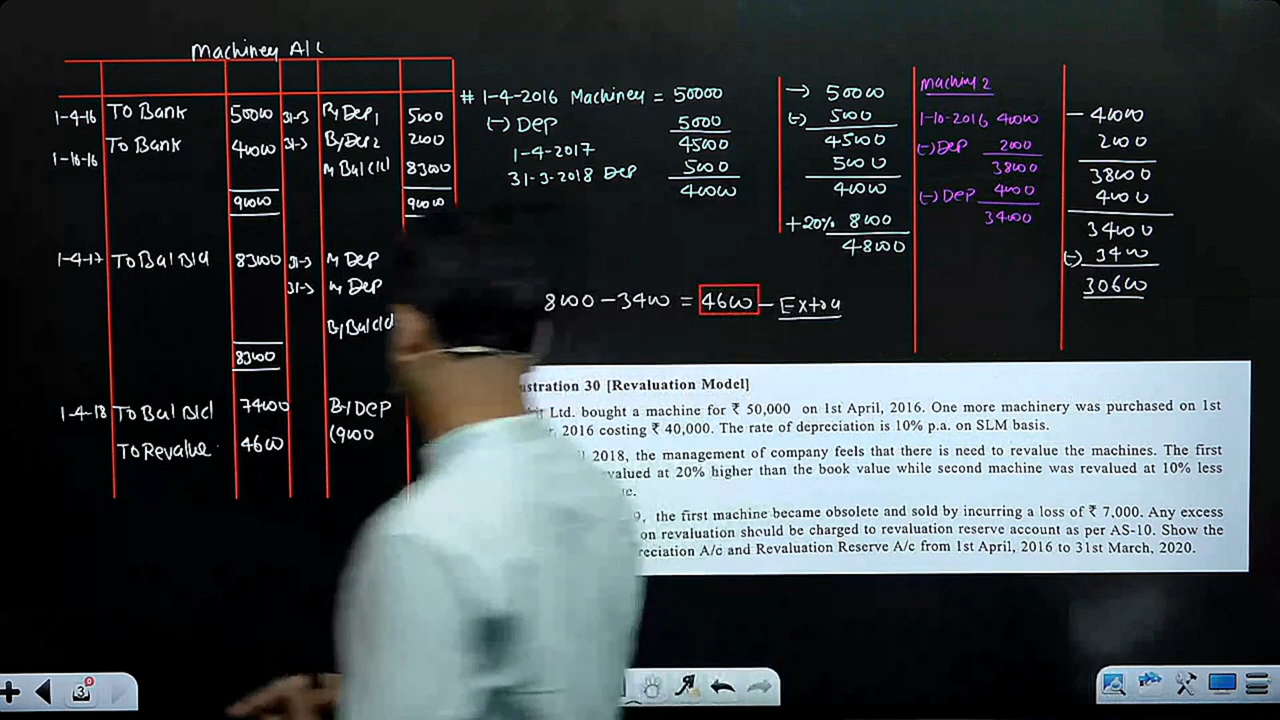 Machinery A/C
1-4-16 To Bank 50000 31-3 By Dep1 5000
1-10-16 To Bank 40000 31-3 By Dep2 2000
By Bal C/d 83000
90000 90000
1-4-17 To Bal B/d 83000 31-3 By Dep
31-3 By Dep
By Bal C/d
83000
1-4-18 To Bal B/d 74000 By Dep
To Revalue. 4600 (9000
# 1-4-2016 Machinery = 50000
(-) Dep 5000
1-4-2017 45000
31-3-2018 Dep 5000
40000
→ 50000
(-) 5000
45000
5000
40000
+20% 8000
48000
8000 - 3400 = 4600 - Extra
Machine 2
1-10-2016 40000
(-) Dep 2000
38000
(-) Dep 4000
34000
- 40000
2000
38000
4000
34000
(-) 3400
30600
ustration 30 [Revaluation Model]
Ltd. bought a machine for ₹ 50,000 on 1st April, 2016. One more machinery was purchased on 1st
2016 costing ₹ 40,000. The rate of depreciation is 10% p.a. on SLM basis.
2018, the management of company feels that there is need to revalue the machines. The first
valued at 20% higher than the book value while second machine was revalued at 10% less
ue.
9, the first machine became obsolete and sold by incurring a loss of ₹ 7,000. Any excess
on revaluation should be charged to revaluation reserve account as per AS-10. Show the
reciation A/c and Revaluation Reserve A/c from 1st April, 2016 to 31st March, 2020.
3
0